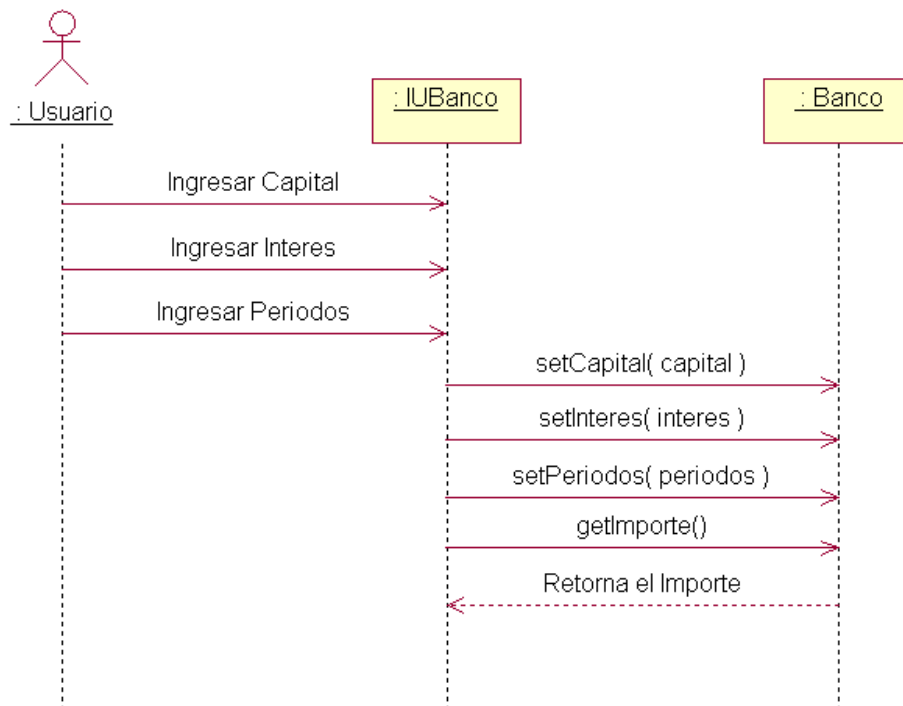 : Usuario
: IUBanco
: Banco
Ingresar Capital
Ingresar Interes
Ingresar Periodos
setCapital( capital )
setInteres( interes )
setPeriodos( periodos )
getImporte()
Retorna el Importe